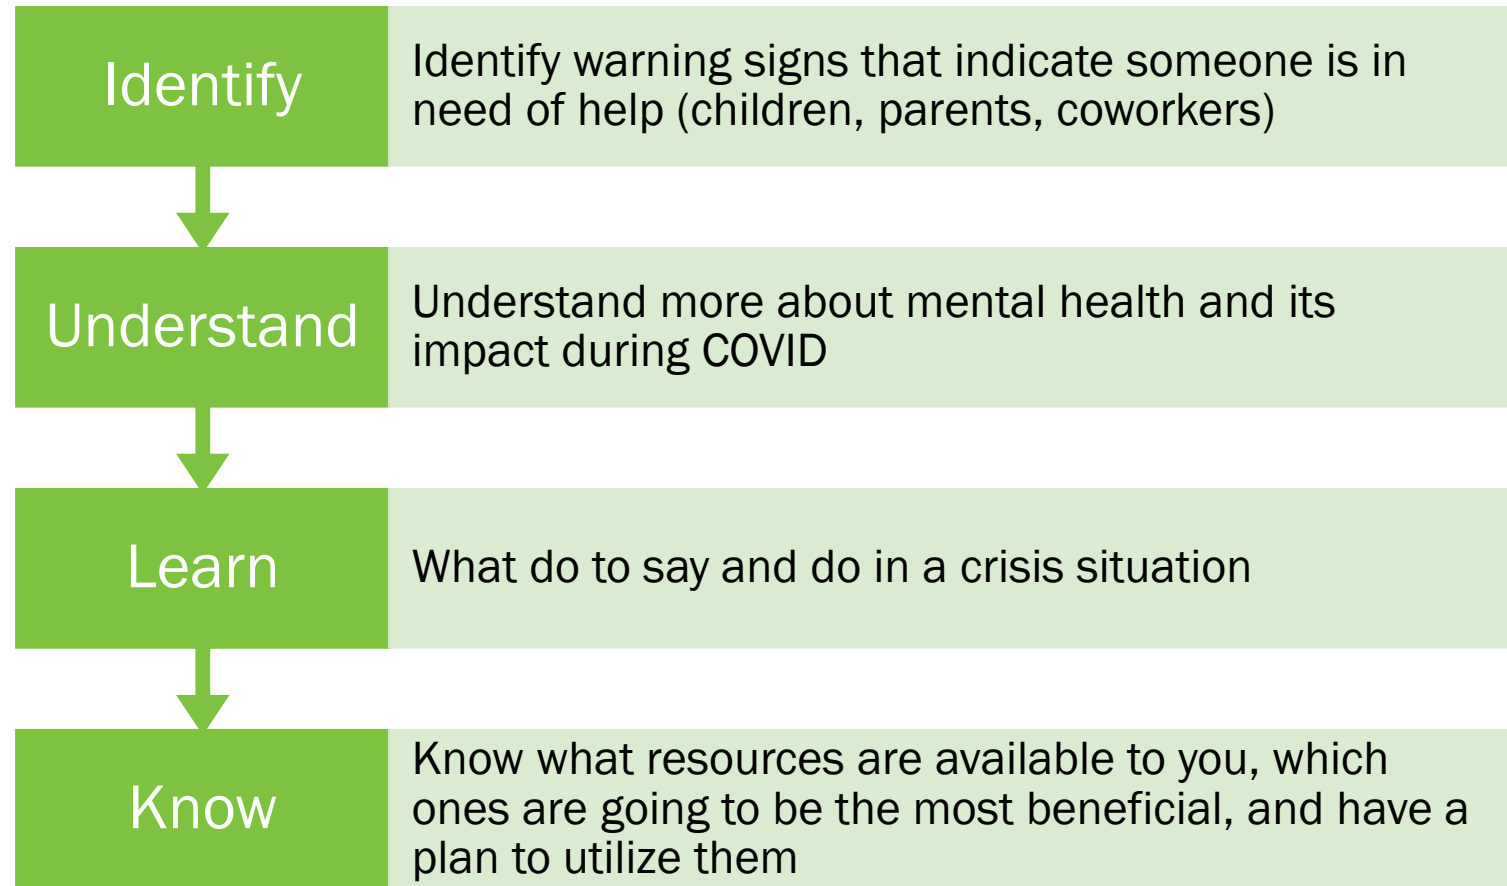 Identify
Identify warning signs that indicate someone is in
need of help (children, parents, coworkers)
Understand
Understand more about mental health and its
impact during COVID
Learn
What do to say and do in a crisis situation
Know
Know what resources are available to you, which
ones are going to be the most beneficial, and have a
plan to utilize them